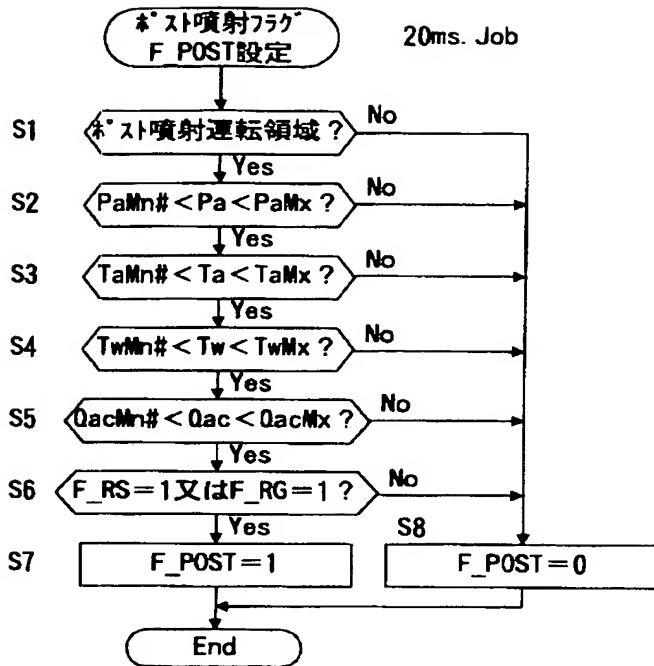 ﾎﾟｽﾄ噴射ﾌﾗｸﾞ
F_POST設定
20ms. Job
S1
ﾎﾟｽﾄ噴射運転領域？
No
Yes
S2
PaMn#＜Pa＜PaMx？
No
Yes
S3
TaMn#＜Ta＜TaMx？
No
Yes
S4
TwMn#＜Tw＜TwMx？
No
Yes
S5
QacMn#＜Qac＜QacMx？
No
Yes
S6
F_RS＝1又はF_RG＝1？
No
Yes
S7
F_POST＝1
S8
F_POST＝0
End